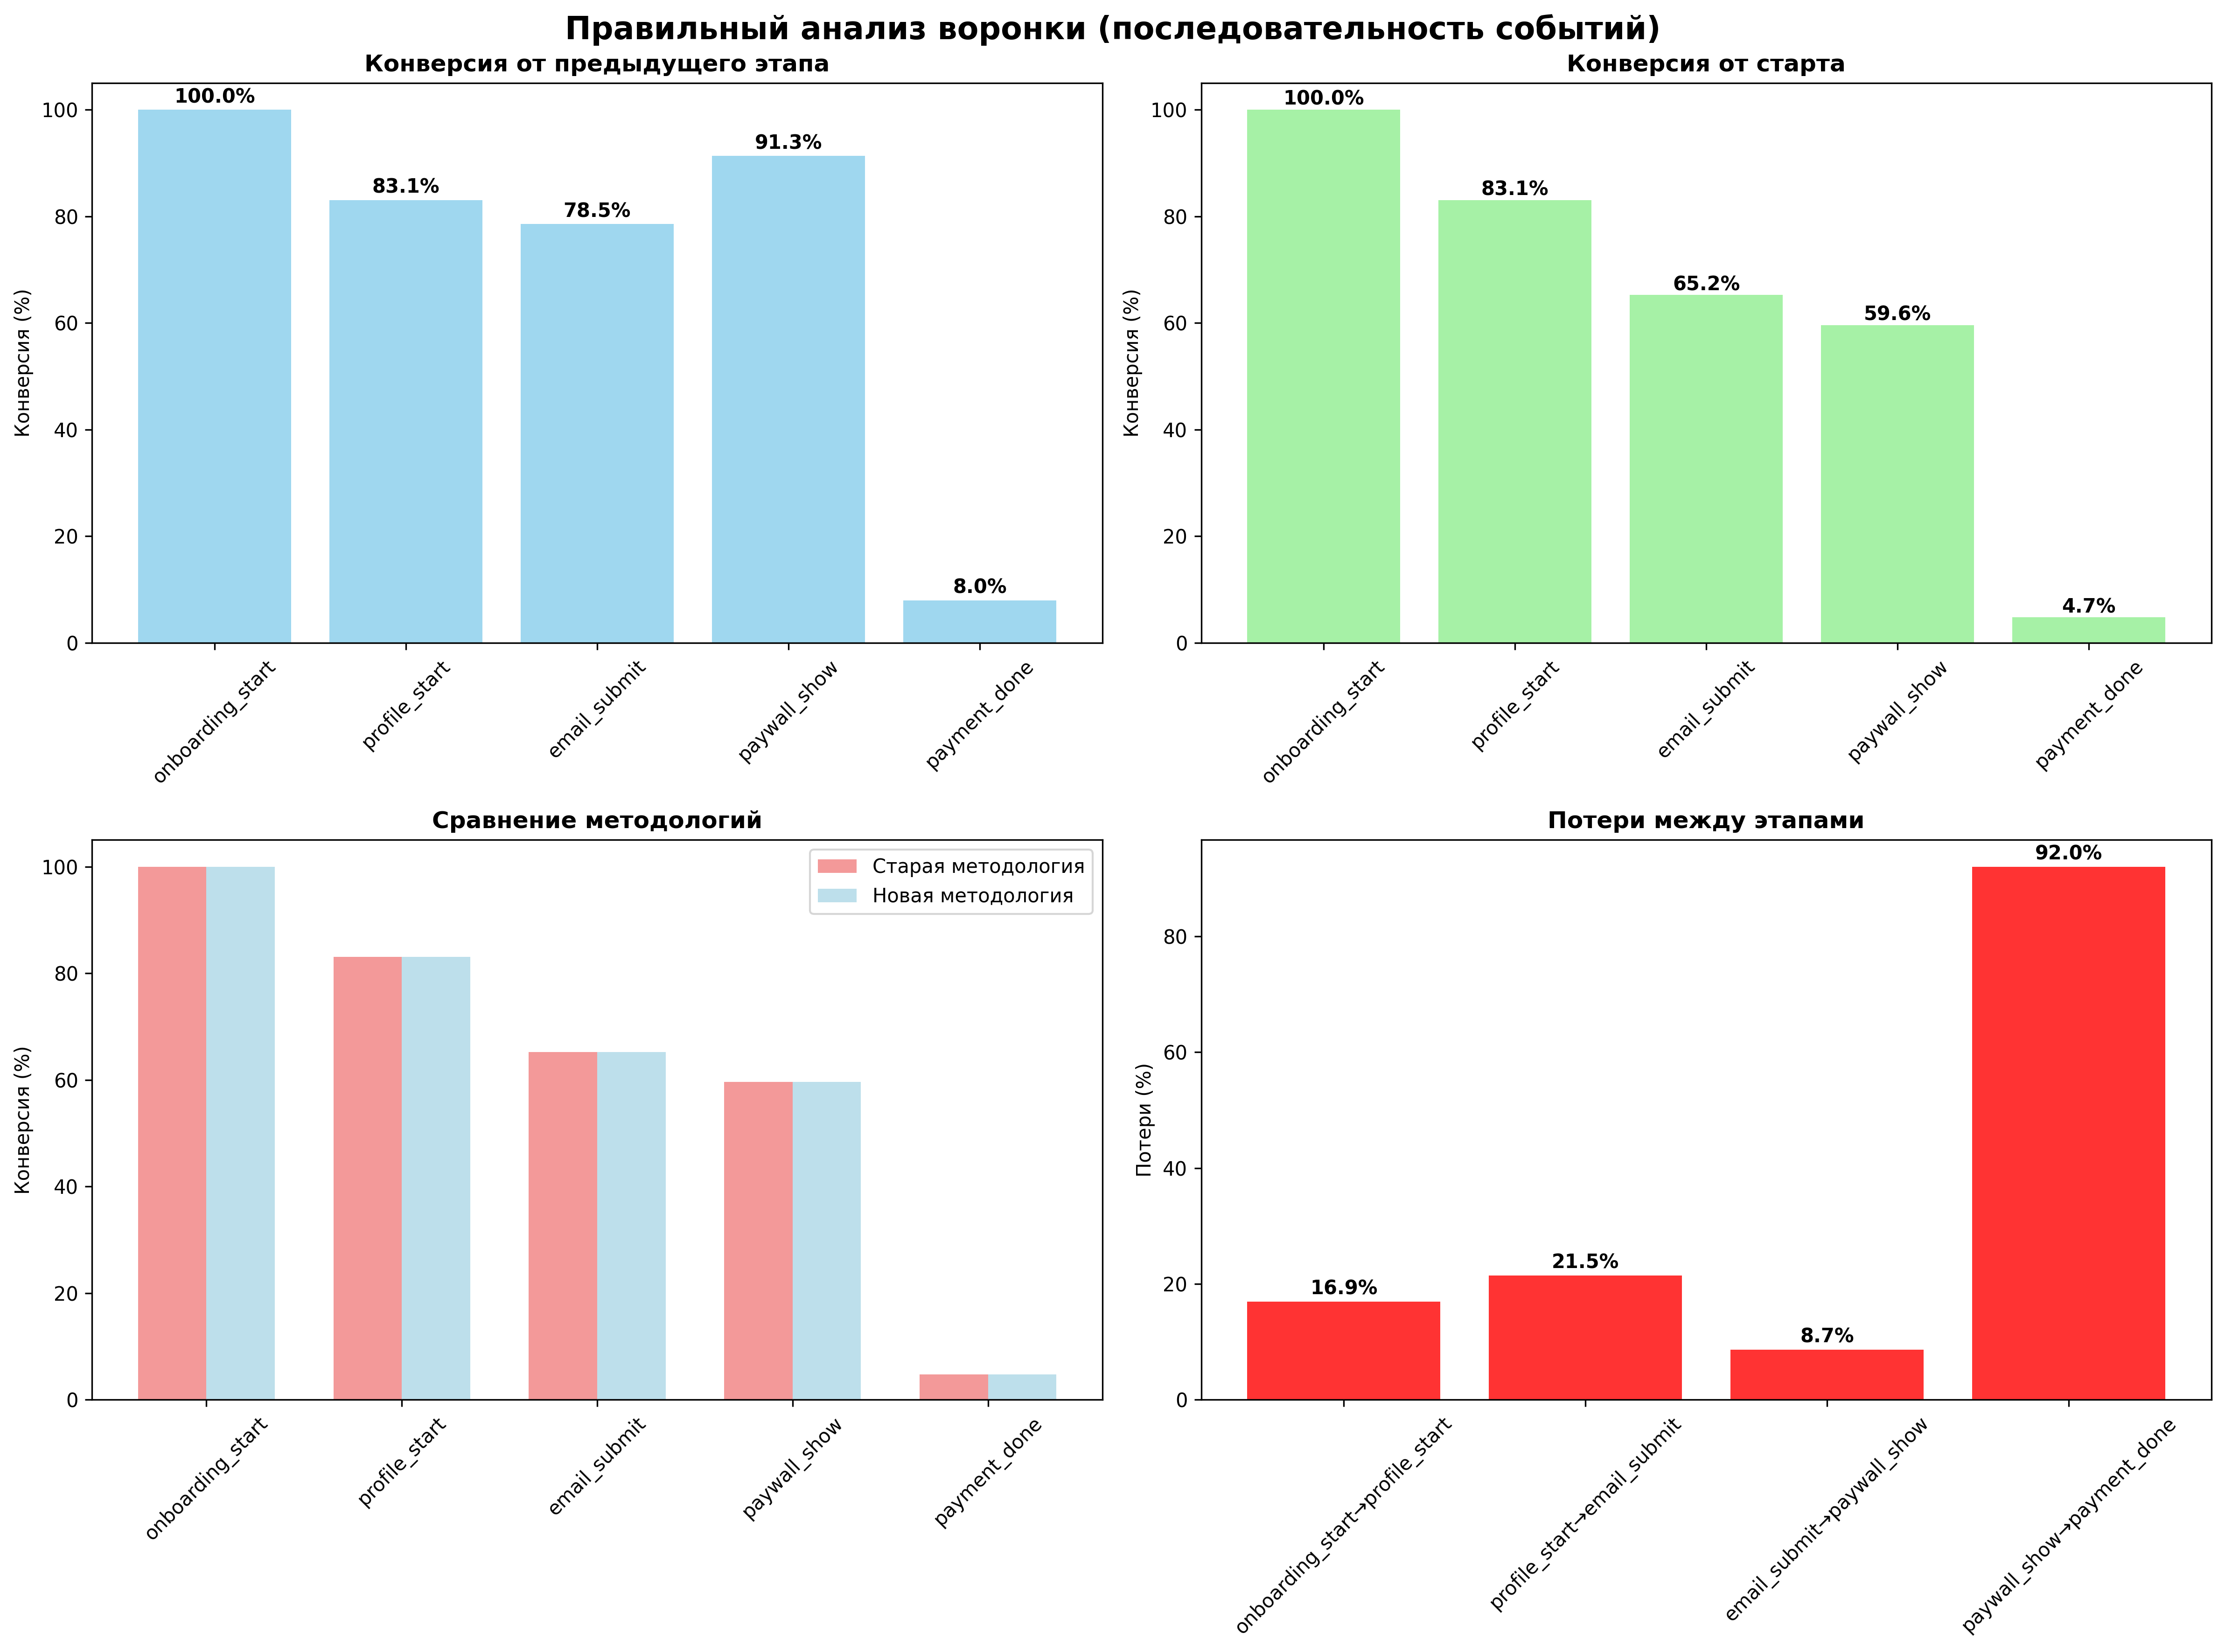 Правильный анализ воронки (последовательность событий)
Конверсия от предыдущего этапа
Конверсия (%)
100
80
60
40
20
0
100.0%
83.1%
78.5%
91.3%
8.0%
onboarding_start
profile_start
email_submit
paywall_show
payment_done
Конверсия от старта
Конверсия (%)
100
80
60
40
20
0
100.0%
83.1%
65.2%
59.6%
4.7%
onboarding_start
profile_start
email_submit
paywall_show
payment_done
Сравнение методологий
Конверсия (%)
100
80
60
40
20
0
Старая методология
Новая методология
onboarding_start
profile_start
email_submit
paywall_show
payment_done
Потери между этапами
Потери (%)
80
60
40
20
0
16.9%
21.5%
8.7%
92.0%
onboarding_start→profile_start
profile_start→email_submit
email_submit→paywall_show
paywall_show→payment_done